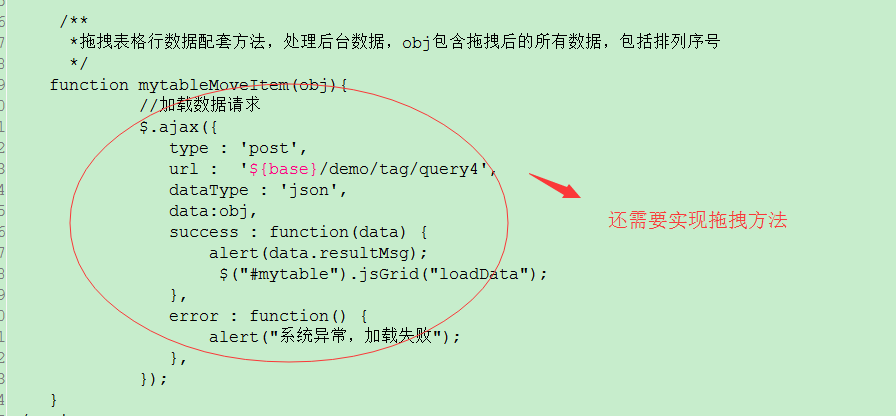 /**
*拖拽表格行数据配套方法，处理后台数据，obj包含拖拽后的所有数据，包括排列序号
*/
function mytableMoveItem(obj){
//加载数据请求
$.ajax({
type : 'post',
url :  '${base}/demo/tag/query4',
dataType : 'json',
data:obj,
success : function(data) {
alert(data.resultMsg);
$("#mytable").jsGrid("loadData");
},
error : function() {
alert("系统异常，加载失败");
},
});
}
还需要实现拖拽方法